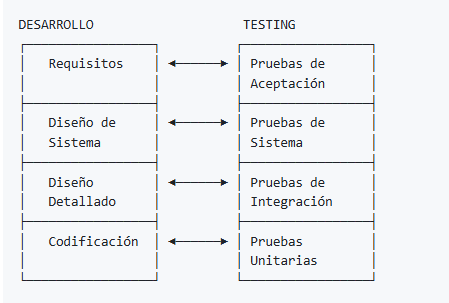 DESARROLLO TESTING
Requisitos Pruebas de
Aceptación
Diseño de Pruebas de
Sistema Sistema
Diseño Pruebas de
Detallado Integración
Codificación Pruebas
Unitarias